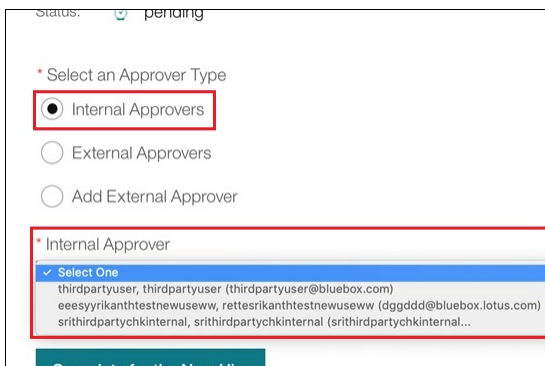 Status: pending
* Select an Approver Type
Internal Approvers
External Approvers
Add External Approver
* Internal Approver
✓ Select One
thirdpartyuser, thirdpartyuser (thirdpartyuser@bluebox.com)
eeesyyrikanthtestnewuseww, rettesrikanthtestnewuseww (dggddd@bluebox.lotus.com)
srithirdpartychkinternal, srithirdpartychkinternal (srithirdpartychkinternal...